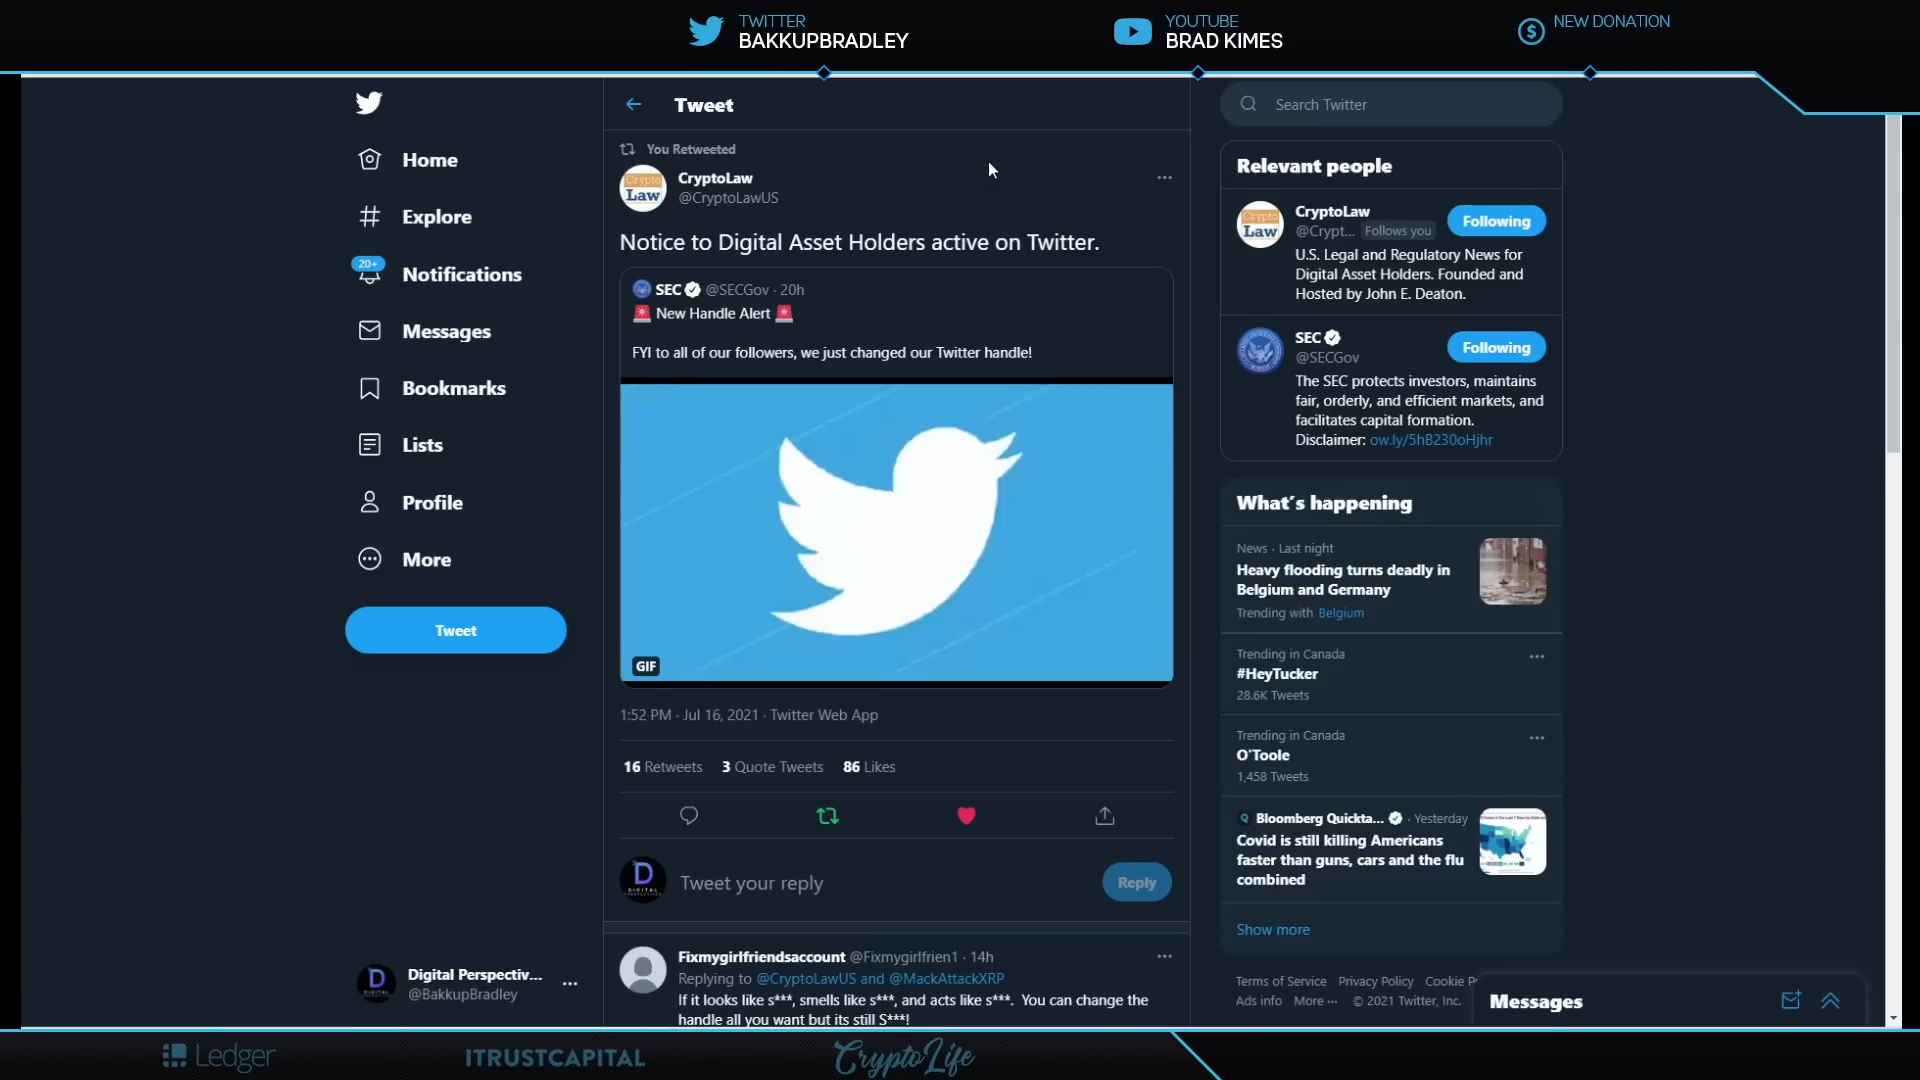 TWITTER
BAKKUPBRADLEY
YOUTUBE
BRAD KIMES
NEW DONATION
Home
Explore
20+
Notifications
Messages
Bookmarks
Lists
Profile
More
Tweet
Digital Perspectiv...
@BakkupBradley
Tweet
You Retweeted
Crypto
Law
CryptoLaw
@CryptoLawUS
Notice to Digital Asset Holders active on Twitter.
SEC @SECGov · 20h
🚨 New Handle Alert 🚨
FYI to all of our followers, we just changed our Twitter handle!
GIF
1:52 PM · Jul 16, 2021 · Twitter Web App
16 Retweets 3 Quote Tweets 86 Likes
D
DIGITAL
Tweet your reply
Reply
Fixmygirlfriendsaccount @Fixmygirlfrien1 · 14h
Replying to @CryptoLawUS and @MackAttackXRP
If it looks like s***, smells like s***, and acts like s***. You can change the
handle all you want but its still S***!
Search Twitter
Relevant people
Crypto
Law
CryptoLaw
@Crypt... Follows you
Following
U.S. Legal and Regulatory News for
Digital Asset Holders. Founded and
Hosted by John E. Deaton.
SEC
@SECGov
Following
The SEC protects investors, maintains
fair, orderly, and efficient markets, and
facilitates capital formation.
Disclaimer: ow.ly/5hB230oHjhr
What's happening
News · Last night
Heavy flooding turns deadly in
Belgium and Germany
Trending with Belgium
Trending in Canada
#HeyTucker
28.6K Tweets
Trending in Canada
O'Toole
1,458 Tweets
Bloomberg Quickta... · Yesterday
Covid is still killing Americans
faster than guns, cars and the flu
combined
Show more
Terms of Service Privacy Policy Cookie P
Ads info More ··· © 2021 Twitter, Inc.
Messages
Ledger
ITRUSTCAPITAL
CryptoLife